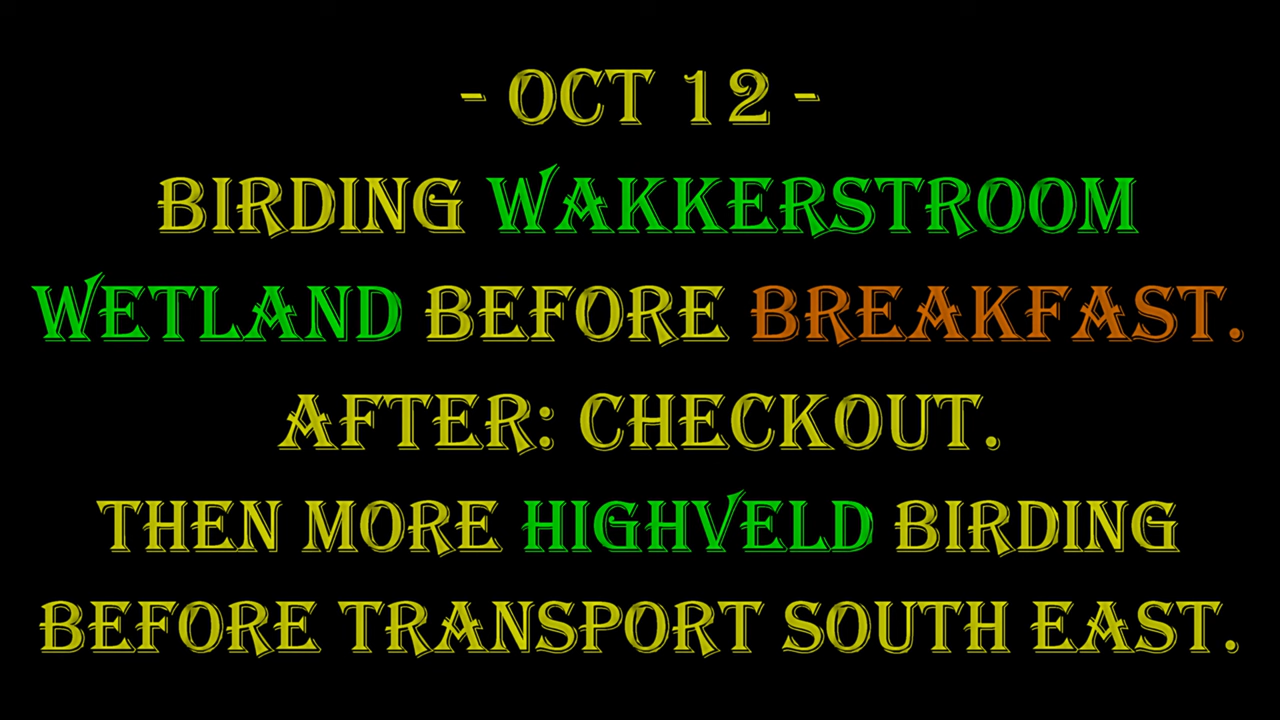 - OCT 12 -
BIRDING WAKKERSTROOM
WETLAND BEFORE BREAKFAST.
AFTER: CHECKOUT.
THEN MORE HIGHVELD BIRDING
BEFORE TRANSPORT SOUTH EAST.